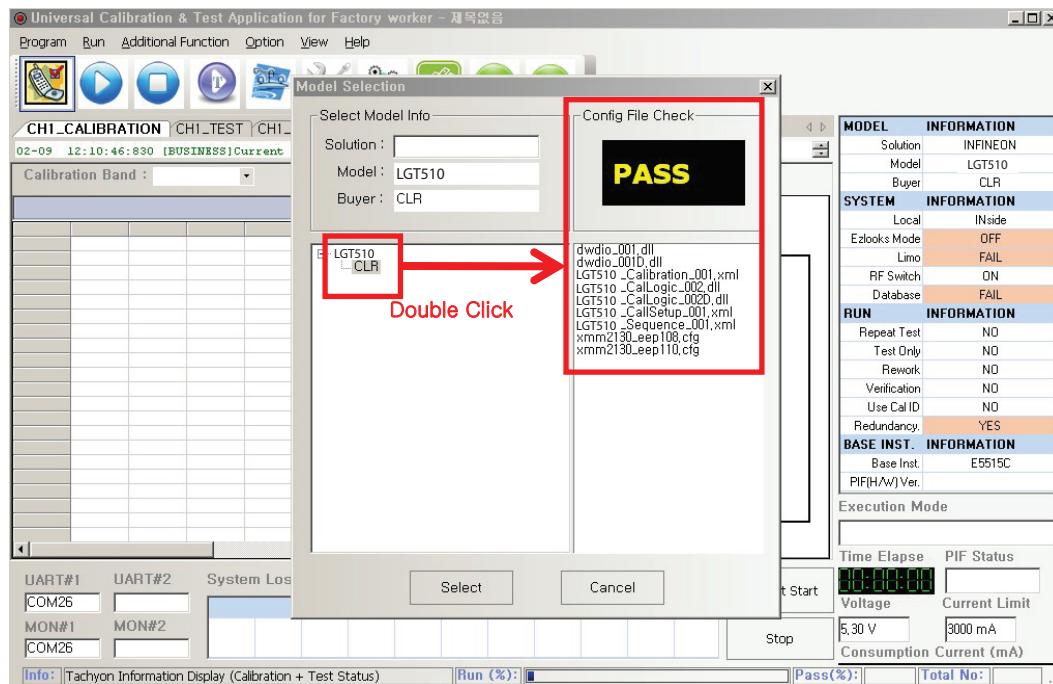 Universal Calibration & Test Application for Factory worker - 제목없음
Program Run Additional Function Option View Help
CH1_CALIBRATION CH1_TEST CH1_
02-09 12:10:46:830 [BUSINESS]Current
Calibration Band :
Model Selection
Select Model Info
Solution :
Model : LGT510
Buyer : CLR
Config File Check
PASS
LGT510
CLR
Double Click
dwdio_001,dll
dwdio_001D,dll
LGT510 _Calibration_001,xml
LGT510 _CalLogic_002,dll
LGT510 _CalLogic_002D,dll
LGT510 _CallSetup_001,xml
LGT510 _Sequence_001,xml
xmm2130_eep108,cfg
xmm2130_eep110,cfg
Select
Cancel
MODEL INFORMATION
Solution INFINEON
Model LGT510
Buyer CLR
SYSTEM INFORMATION
Local INside
Ezlooks Mode OFF
Limo FAIL
RF Switch ON
Database FAIL
RUN INFORMATION
Repeat Test NO
Test Only NO
Rework NO
Verification NO
Use Cal ID NO
Redundancy. YES
BASE INST. INFORMATION
Base Inst. E5515C
PIF(H/W) Ver.
Execution Mode
Time Elapse PIF Status
00:00:00
Voltage Current Limit
5,30 V 3000 mA
Consumption Current (mA)
UART#1 UART#2 System Los
COM26
MON#1 MON#2
COM26
t Start
Stop
Info: Tachyon Information Display (Calibration + Test Status) Run (%): Pass(%): Total No: